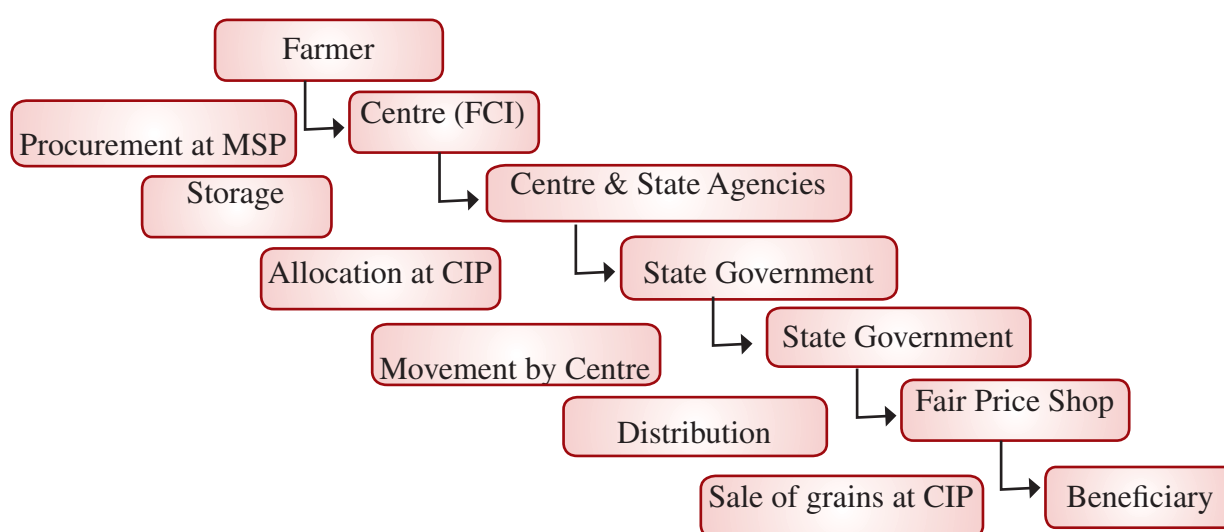 Farmer
Centre (FCI)
Procurement at MSP
Centre & State Agencies
Storage
Allocation at CIP
State Government
State Government
Movement by Centre
Fair Price Shop
Distribution
Sale of grains at CIP
Beneficiary